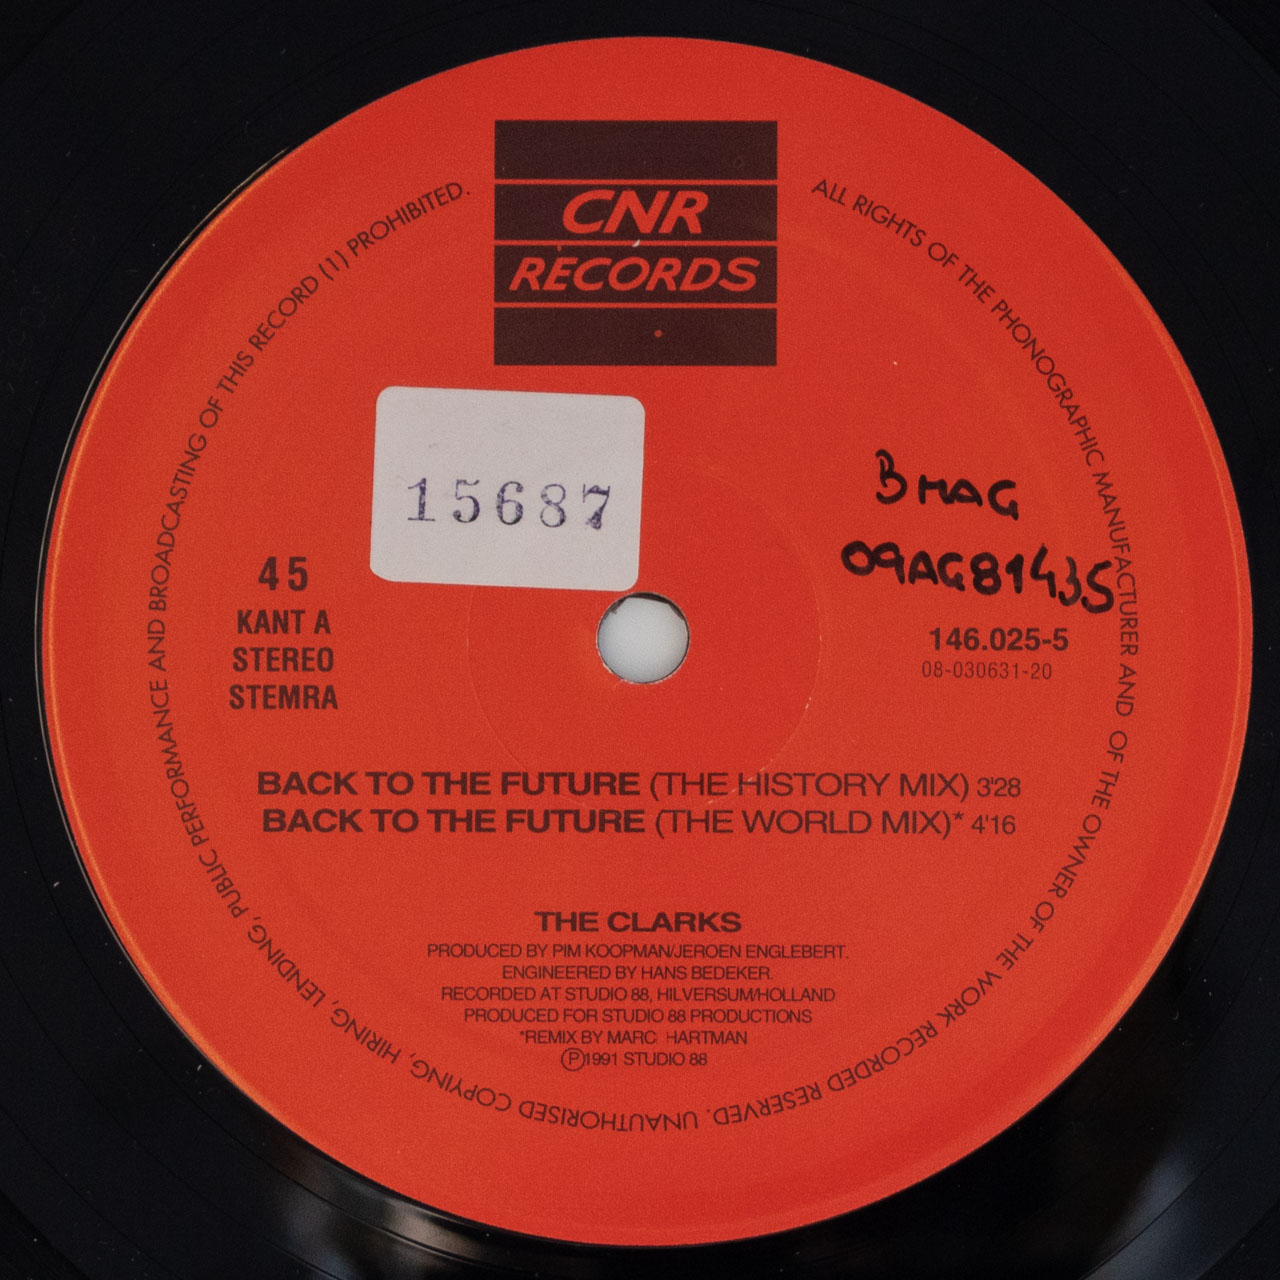 CNR
RECORDS
ALL RIGHTS OF THE PHONOGRAPHIC MANUFACTURER AND OF THE OWNER OF THE WORK RECORDED RESERVED. UNAUTHORISED COPYING, HIRING, LENDING, PUBLIC PERFORMANCE AND BROADCASTING OF THIS RECORD (1) PROHIBITED.
15687
BMAG
09AG81435
45
KANT A
STEREO
STEMRA
146.025-5
08-030631-20
BACK TO THE FUTURE (THE HISTORY MIX) 3'28
BACK TO THE FUTURE (THE WORLD MIX)* 4'16
THE CLARKS
PRODUCED BY PIM KOOPMAN/JEROEN ENGLEBERT.
ENGINEERED BY HANS BEDEKER.
RECORDED AT STUDIO 88, HILVERSUM/HOLLAND
PRODUCED FOR STUDIO 88 PRODUCTIONS
*REMIX BY MARC HARTMAN
Ⓟ1991 STUDIO 88